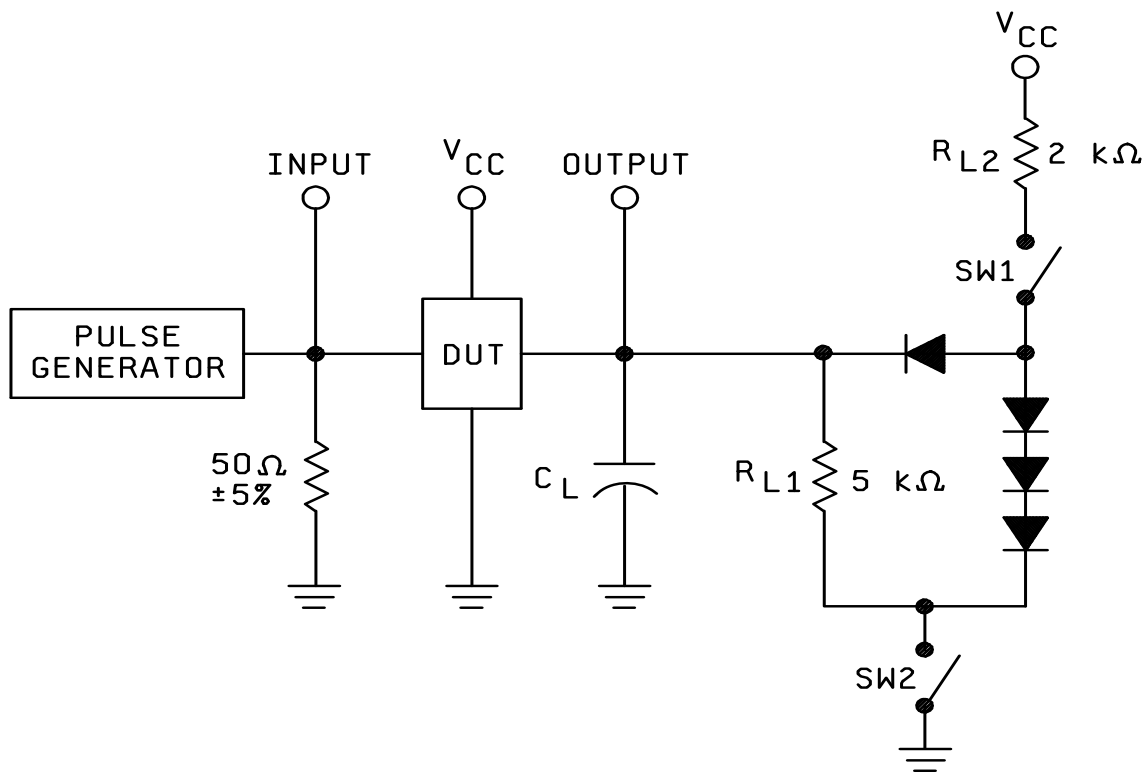 VCC
RL2 2 kΩ
INPUT
VCC
OUTPUT
SW1
PULSE
GENERATOR
DUT
50Ω
±5%
CL
RL1 5 kΩ
SW2